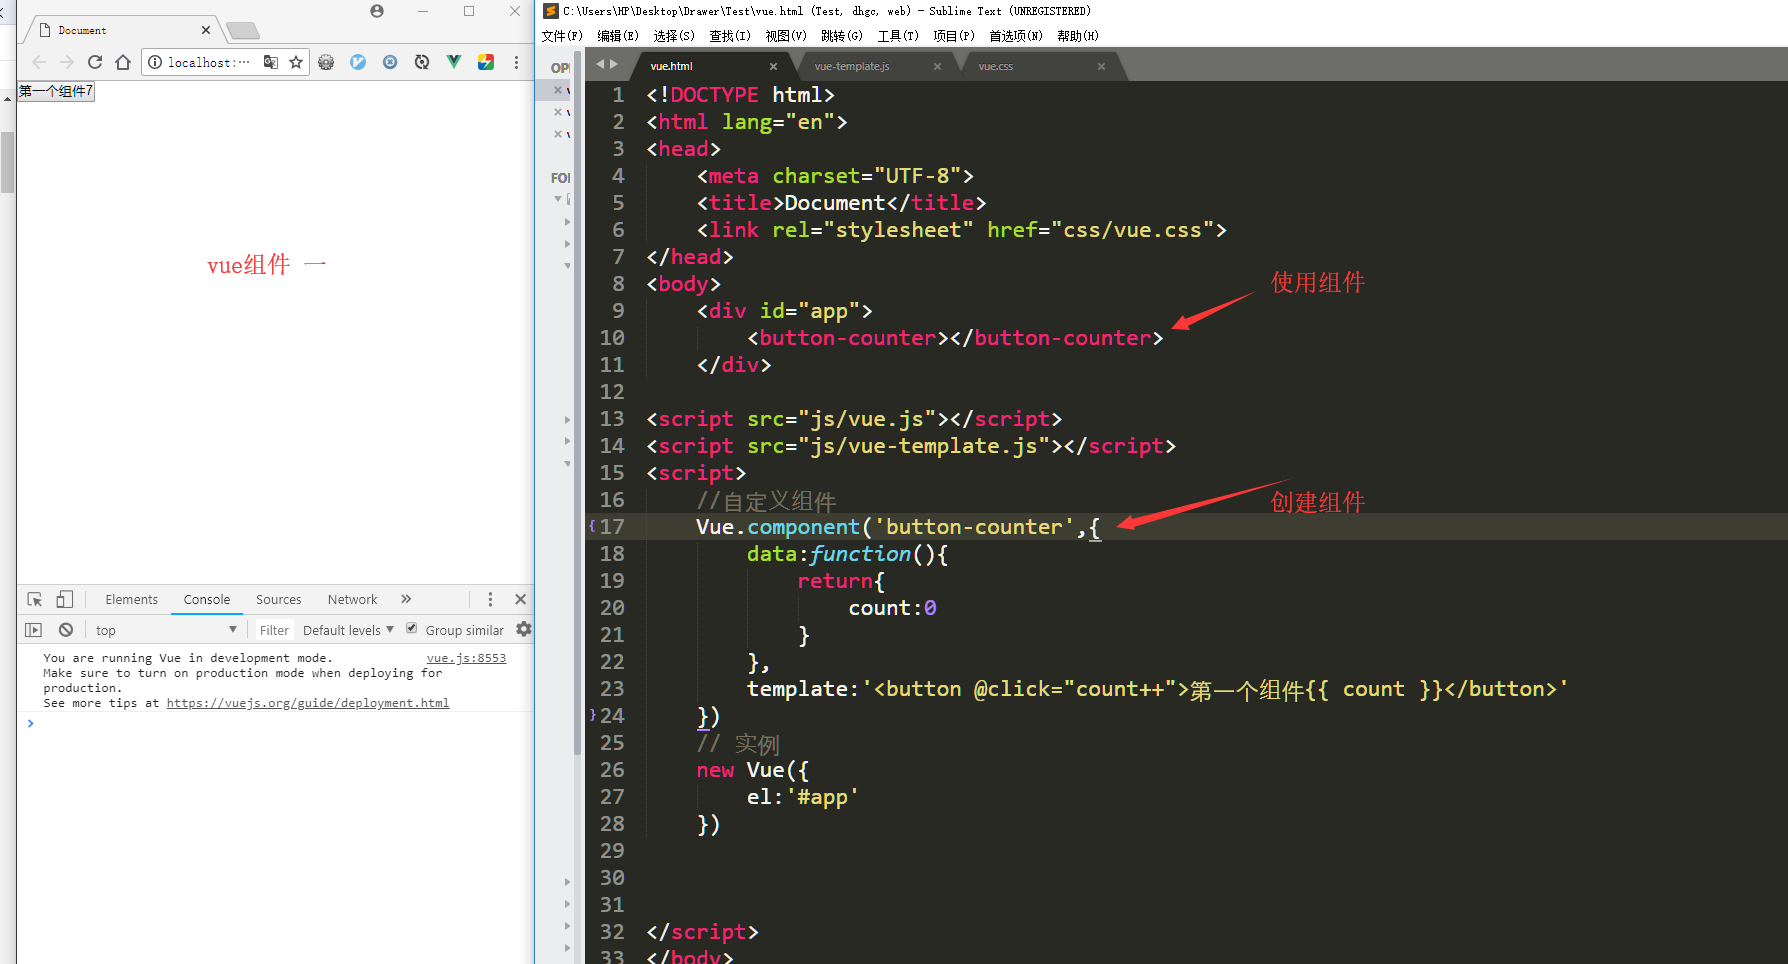 Document
localhost:…
第一个组件7
vue组件 一
Elements Console Sources Network »
top Filter Default levels Group similar
You are running Vue in development mode. vue.js:8553
Make sure to turn on production mode when deploying for
production.
See more tips at https://vuejs.org/guide/deployment.html
>
C:\Users\HP\Desktop\Drawer\Test\vue.html (Test, dhgc, web) - Sublime Text (UNREGISTERED)
文件(F) 编辑(E) 选择(S) 查找(I) 视图(V) 跳转(G) 工具(T) 项目(P) 首选项(N) 帮助(H)
vue.html vue-template.js vue.css
1 <!DOCTYPE html>
2 <html lang="en">
3 <head>
4 <meta charset="UTF-8">
5 <title>Document</title>
6 <link rel="stylesheet" href="css/vue.css">
7 </head>
8 <body>
使用组件
9 <div id="app">
10 <button-counter></button-counter>
11 </div>
12
13 <script src="js/vue.js"></script>
14 <script src="js/vue-template.js"></script>
15 <script>
16 //自定义组件
创建组件
17 Vue.component('button-counter',{
18 data:function(){
19 return{
20 count:0
21 }
22 },
23 template:'<button @click="count++">第一个组件{{ count }}</button>'
24 })
25 // 实例
26 new Vue({
27 el:'#app'
28 })
29
30
31
32 </script>
33 </body>